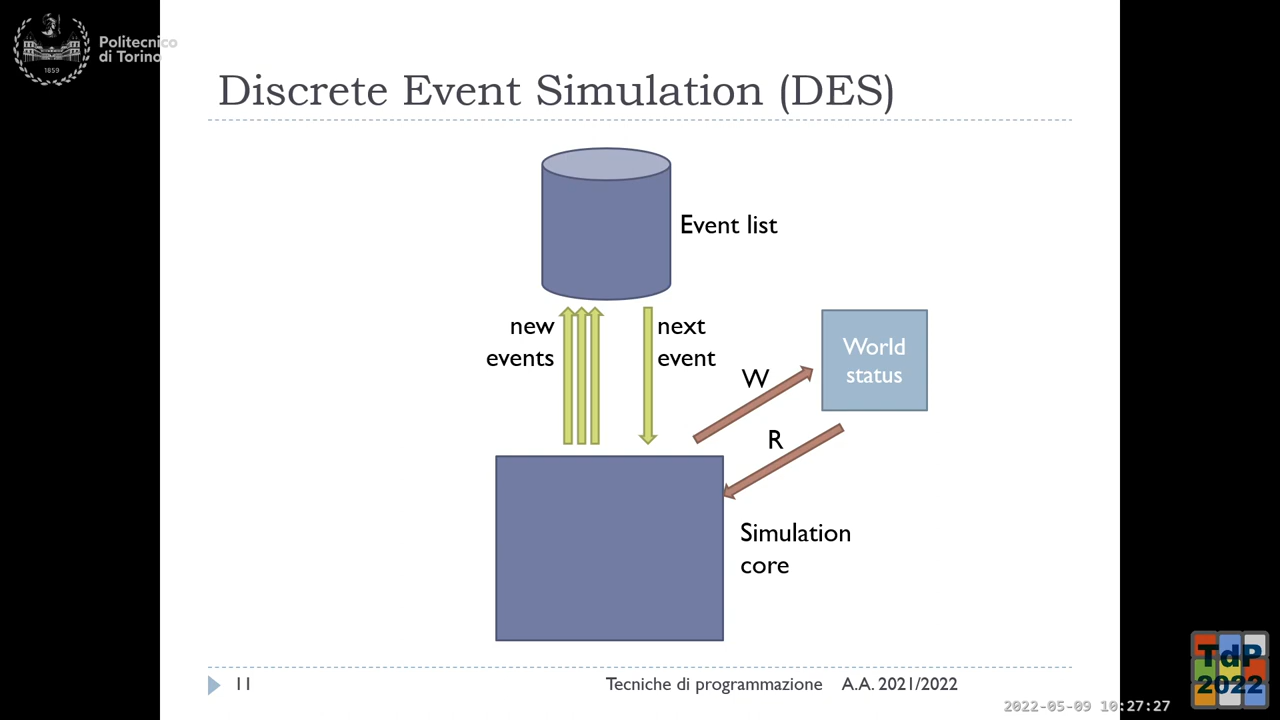 Politecnico
di Torino
1859
Discrete Event Simulation (DES)
Event list
new
events
next
event
World
status
W
R
Simulation
core
11
Tecniche di programmazione A.A. 2021/2022
TdP
2022
2022-05-09 10:27:27